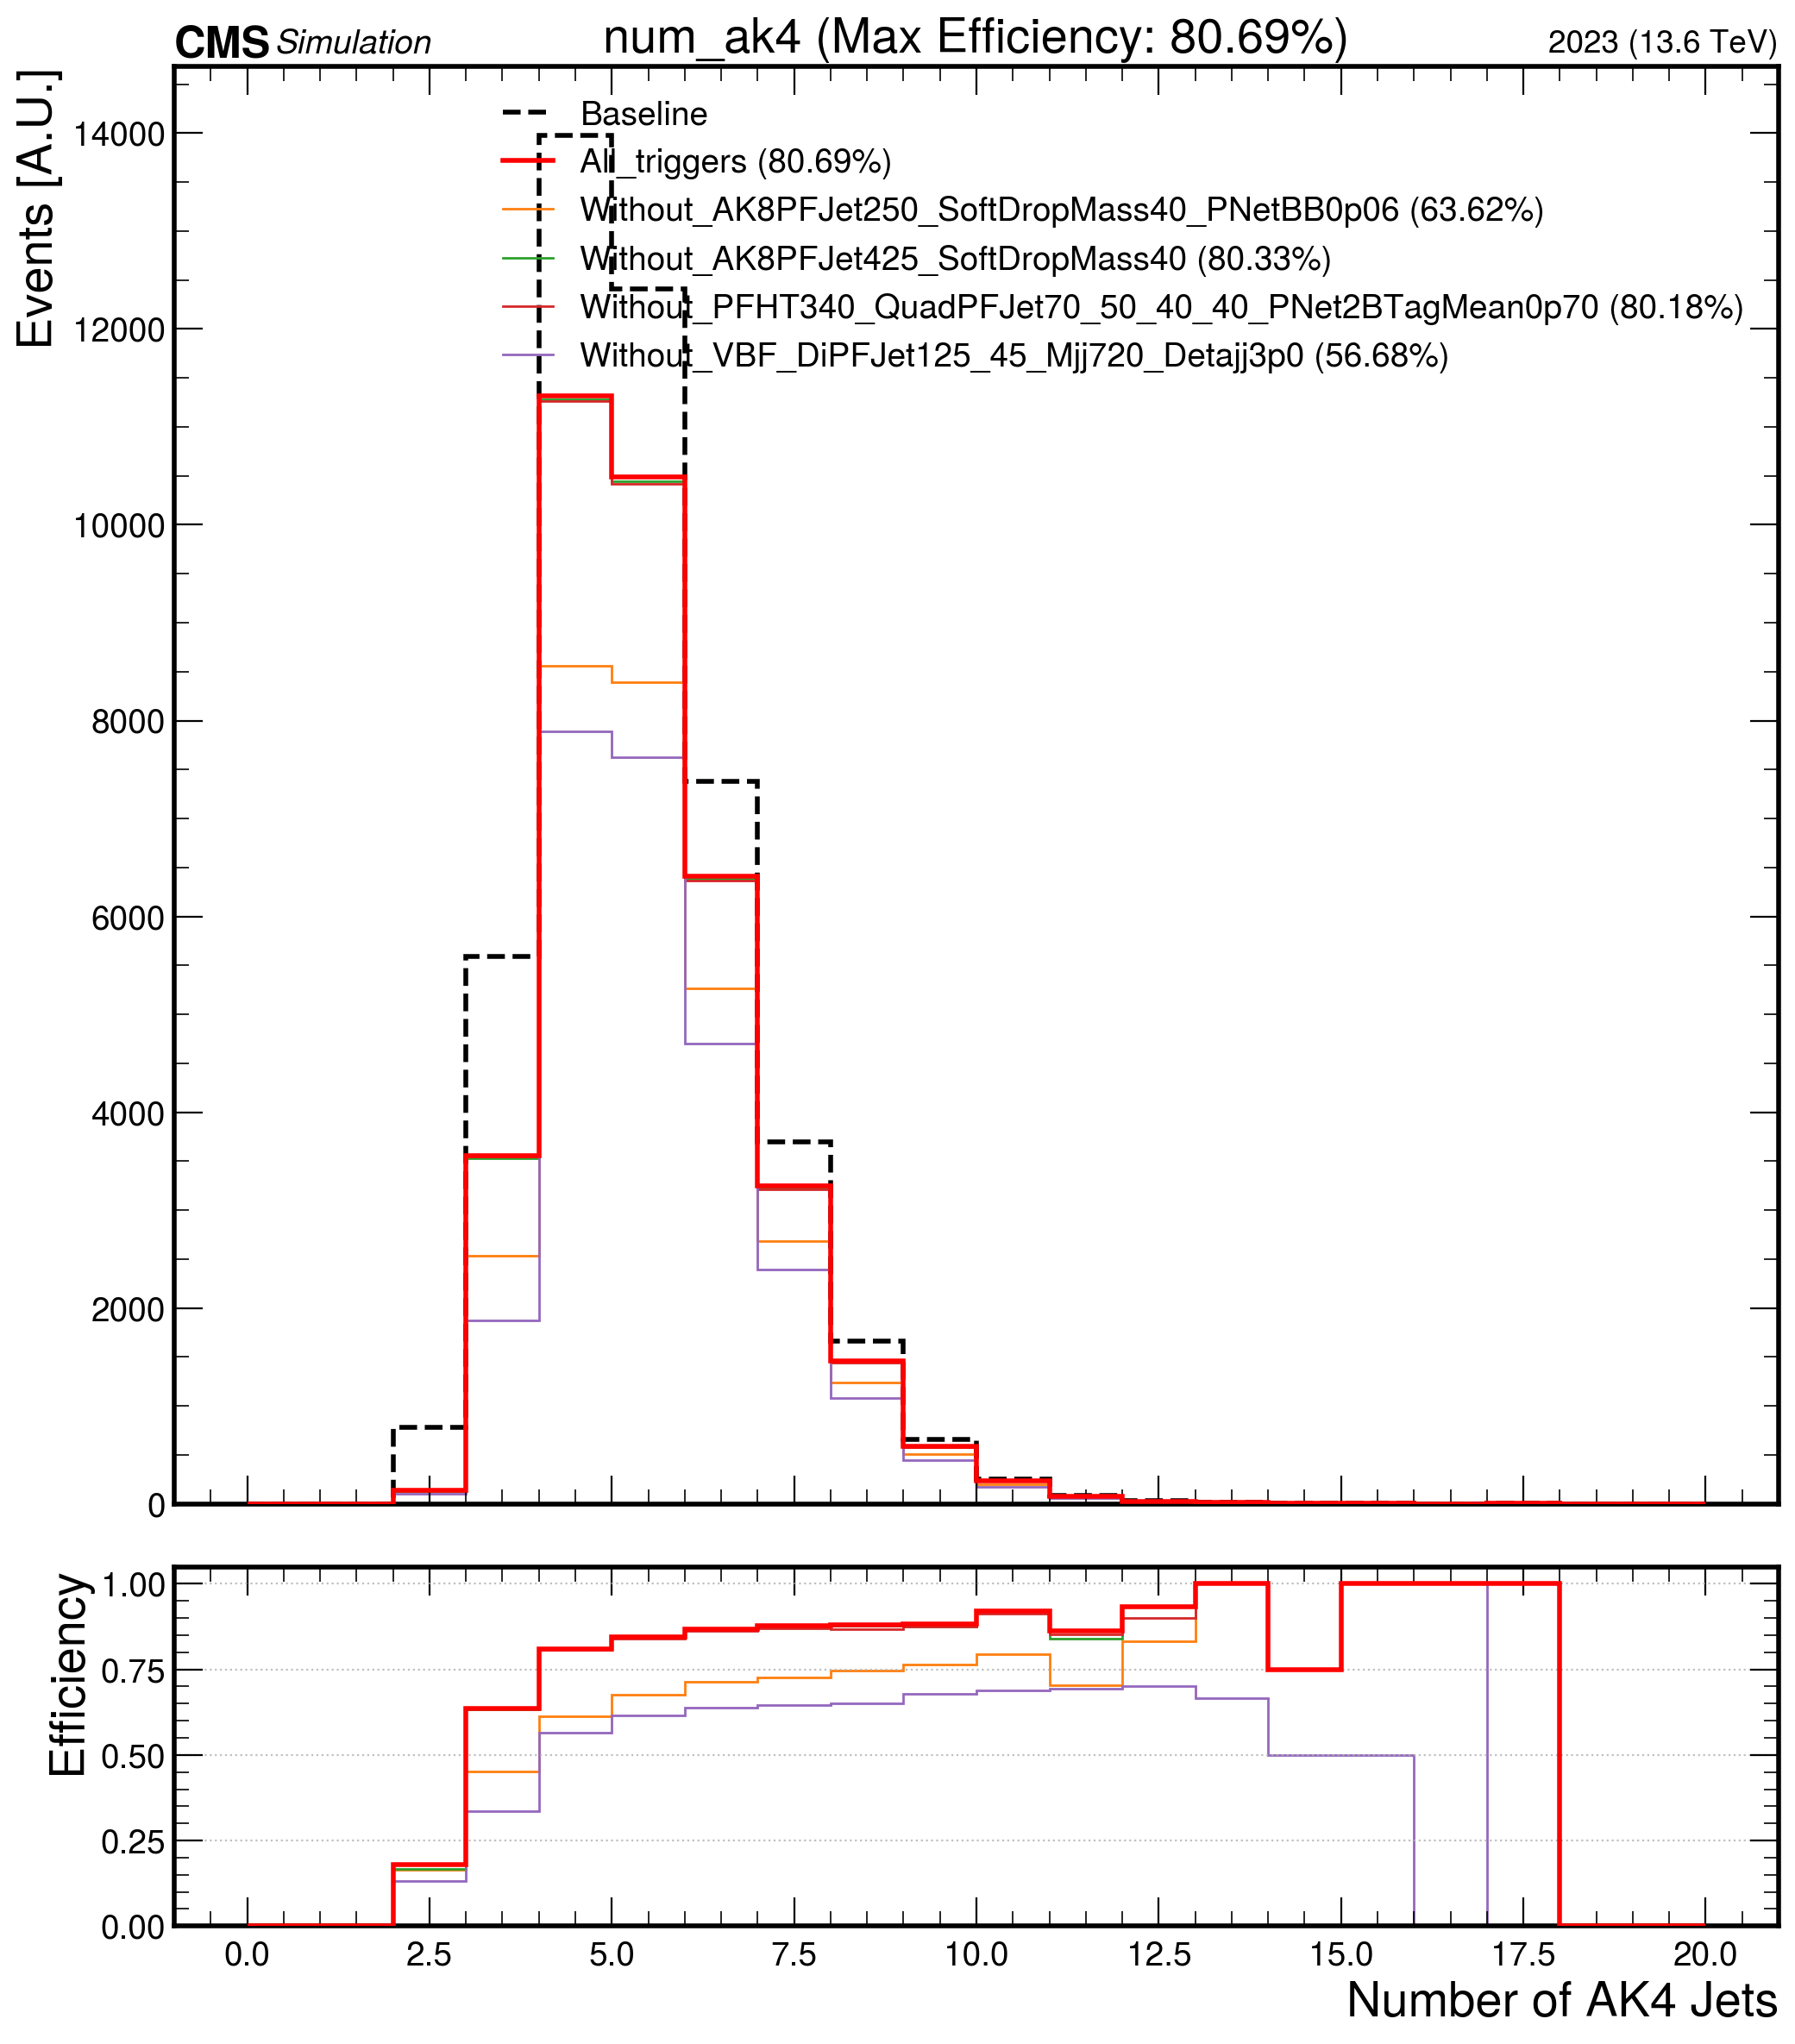 CMS Simulation num_ak4 (Max Efficiency: 80.69%) 2023 (13.6 TeV)
Events [A.U.]
Baseline
All_triggers (80.69%)
Without_AK8PFJet250_SoftDropMass40_PNetBB0p06 (63.62%)
Without_AK8PFJet425_SoftDropMass40 (80.33%)
Without_PFHT340_QuadPFJet70_50_40_40_PNet2BTagMean0p70 (80.18%)
Without_VBF_DiPFJet125_45_Mjj720_Detajj3p0 (56.68%)
14000
12000
10000
8000
6000
4000
2000
0
Efficiency
1.00
0.75
0.50
0.25
0.00
0.0 2.5 5.0 7.5 10.0 12.5 15.0 17.5 20.0
Number of AK4 Jets